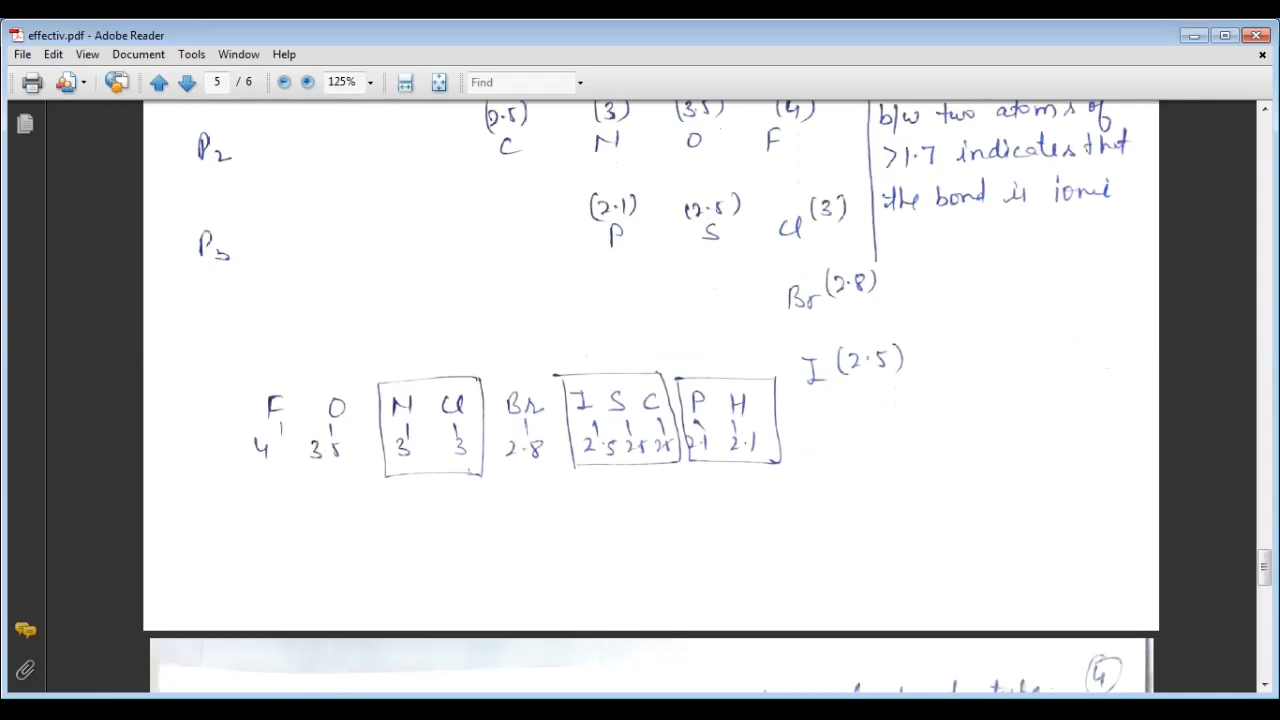 effectiv.pdf - Adobe Reader
File Edit View Document Tools Window Help
5 / 6 125% Find
(2.5) (3) (3.5) (4)
P2 C N O F
b/w two atoms of
>1.7 indicates that
the bond is ionic
(2.1) (2.5) (3)
P3 P S Cl
Br (2.8)
I (2.5)
F O N Cl Br I S C P H
4 3.5 3 3 2.8 2.5 2.5 2.5 2.1 2.1
4